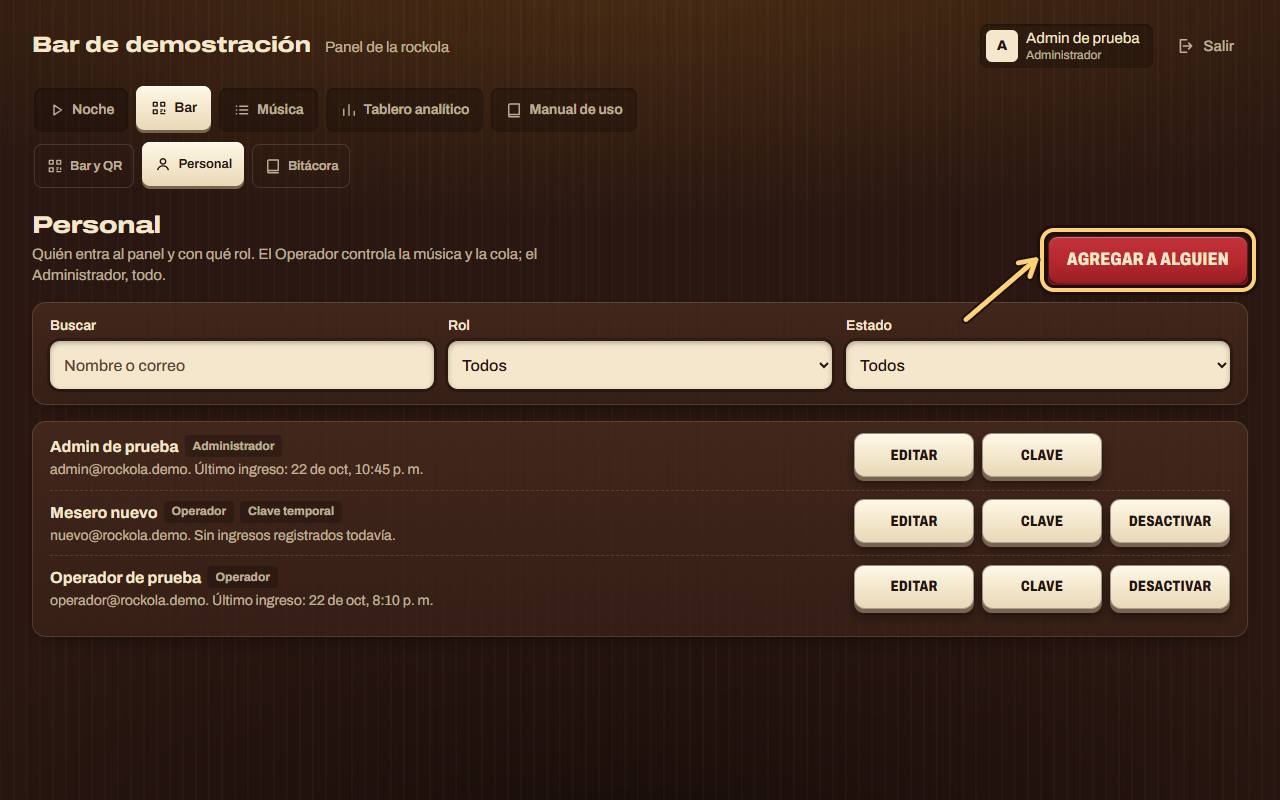 Bar de demostración Panel de la rockola
A Admin de prueba
Administrador
Salir
Noche Bar Música Tablero analítico Manual de uso
Bar y QR Personal Bitácora
Personal
Quién entra al panel y con qué rol. El Operador controla la música y la cola; el
Administrador, todo.
AGREGAR A ALGUIEN
Buscar Rol Estado
Nombre o correo Todos Todos
Admin de prueba Administrador
admin@rockola.demo. Último ingreso: 22 de oct, 10:45 p. m.
EDITAR CLAVE
Mesero nuevo Operador Clave temporal
nuevo@rockola.demo. Sin ingresos registrados todavía.
EDITAR CLAVE DESACTIVAR
Operador de prueba Operador
operador@rockola.demo. Último ingreso: 22 de oct, 8:10 p. m.
EDITAR CLAVE DESACTIVAR